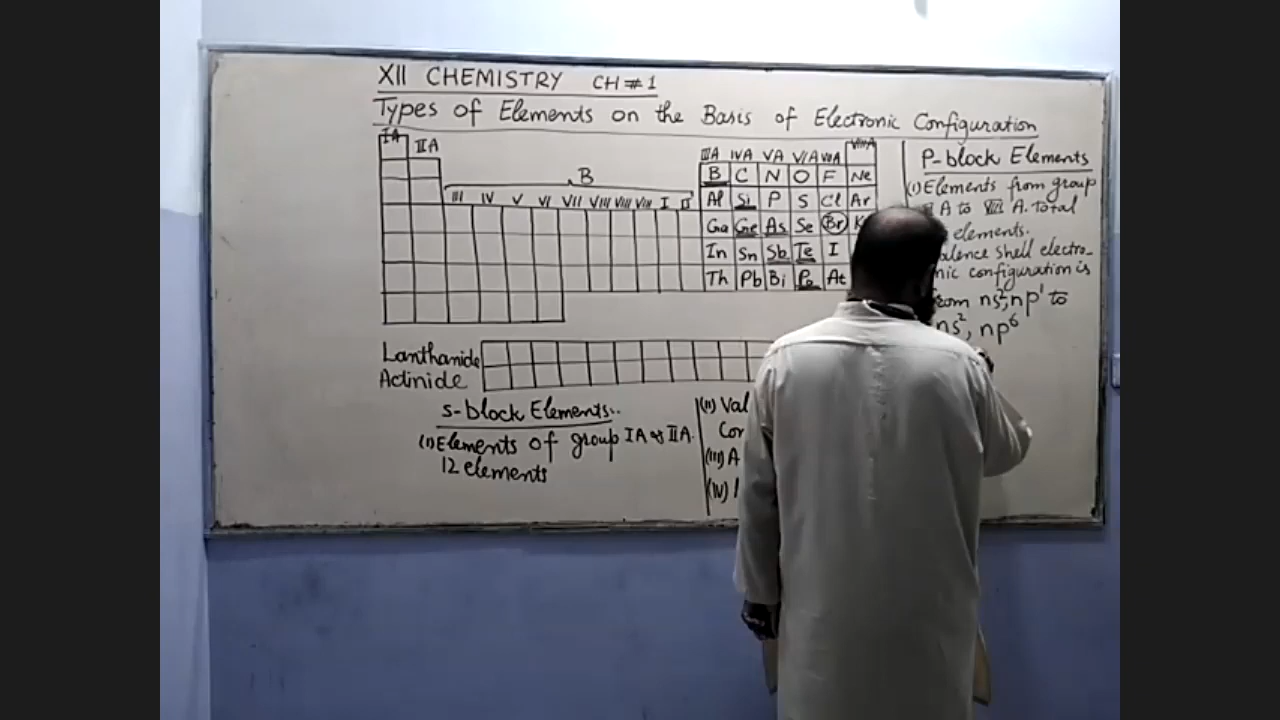 XII CHEMISTRY CH # 1
Types of Elements on the Basis of Electronic Configuration
IA
IIA
B
III IV V VI VII VIII VIII VIII I II
IIIA IVA VA VIA VIIA VIIIA
B C N O F Ne
Al Si P S Cl Ar
Ga Ge As Se Br
In Sn Sb Te I
Th Pb Bi Po At
Lanthanide
Actinide
s-block Elements
(i) Elements of group IA & IIA.
12 elements
(ii)
(iii) A
(iv)
P-block Elements
(i) Elements from group
A to VIII A. Total
elements.
Shell electro-
nic configuration is
from ns², np¹ to
ns², np⁶